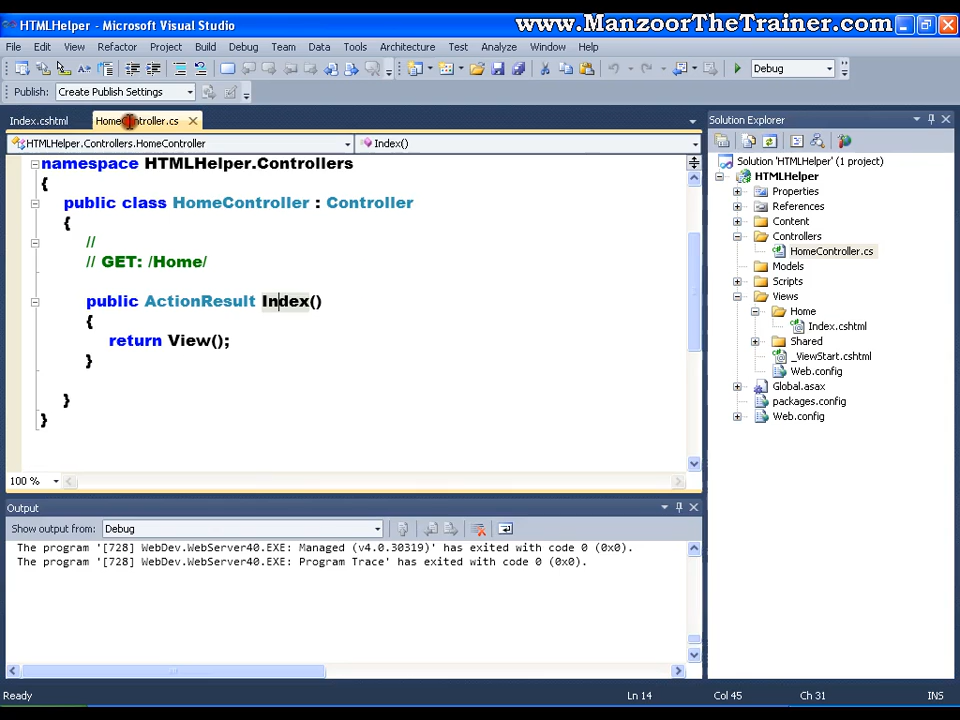 HTMLHelper - Microsoft Visual Studio
www.ManzoorTheTrainer.com
File Edit View Refactor Project Build Debug Team Data Tools Architecture Test Analyze Window Help
Debug
Publish: Create Publish Settings
Index.cshtml HomeController.cs
HTMLHelper.Controllers.HomeController Index()
namespace HTMLHelper.Controllers
{
public class HomeController : Controller
{
//
// GET: /Home/
public ActionResult Index()
{
return View();
}
}
}
100 %
Output
Show output from: Debug
The program '[728] WebDev.WebServer40.EXE: Managed (v4.0.30319)' has exited with code 0 (0x0).
The program '[728] WebDev.WebServer40.EXE: Program Trace' has exited with code 0 (0x0).
Solution Explorer
Solution 'HTMLHelper' (1 project)
HTMLHelper
Properties
References
Content
Controllers
HomeController.cs
Models
Scripts
Views
Home
Index.cshtml
Shared
_ViewStart.cshtml
Web.config
Global.asax
packages.config
Web.config
Ready Ln 14 Col 45 Ch 31 INS